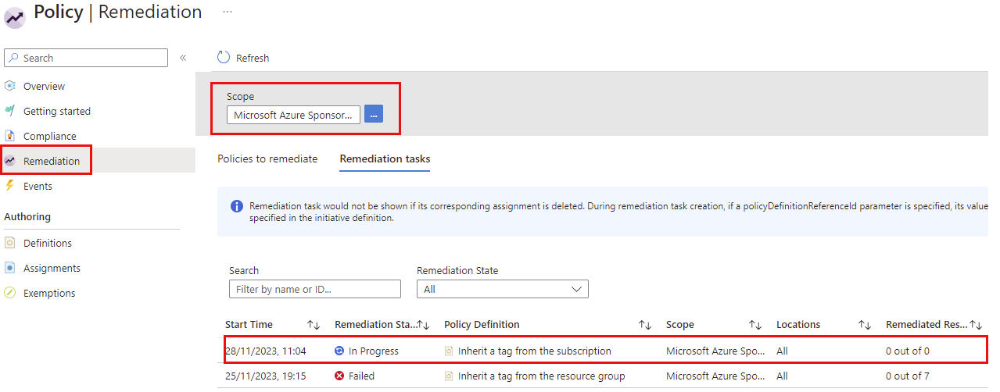 Policy | Remediation ...
Search «
Overview
Getting started
Compliance
Remediation
Events
Authoring
Definitions
Assignments
Exemptions
Refresh
Scope
Microsoft Azure Sponsor... ...
Policies to remediate Remediation tasks
Remediation task would not be shown if its corresponding assignment is deleted. During remediation task creation, if a policyDefinitionReferenceId parameter is specified, its value
specified in the initiative definition.
Search Remediation State
Filter by name or ID... All
Start Time Remediation Sta... Policy Definition Scope Locations Remediated Res...
28/11/2023, 11:04 In Progress Inherit a tag from the subscription Microsoft Azure Spo... All 0 out of 0
25/11/2023, 19:15 Failed Inherit a tag from the resource group Microsoft Azure Spo... All 0 out of 7